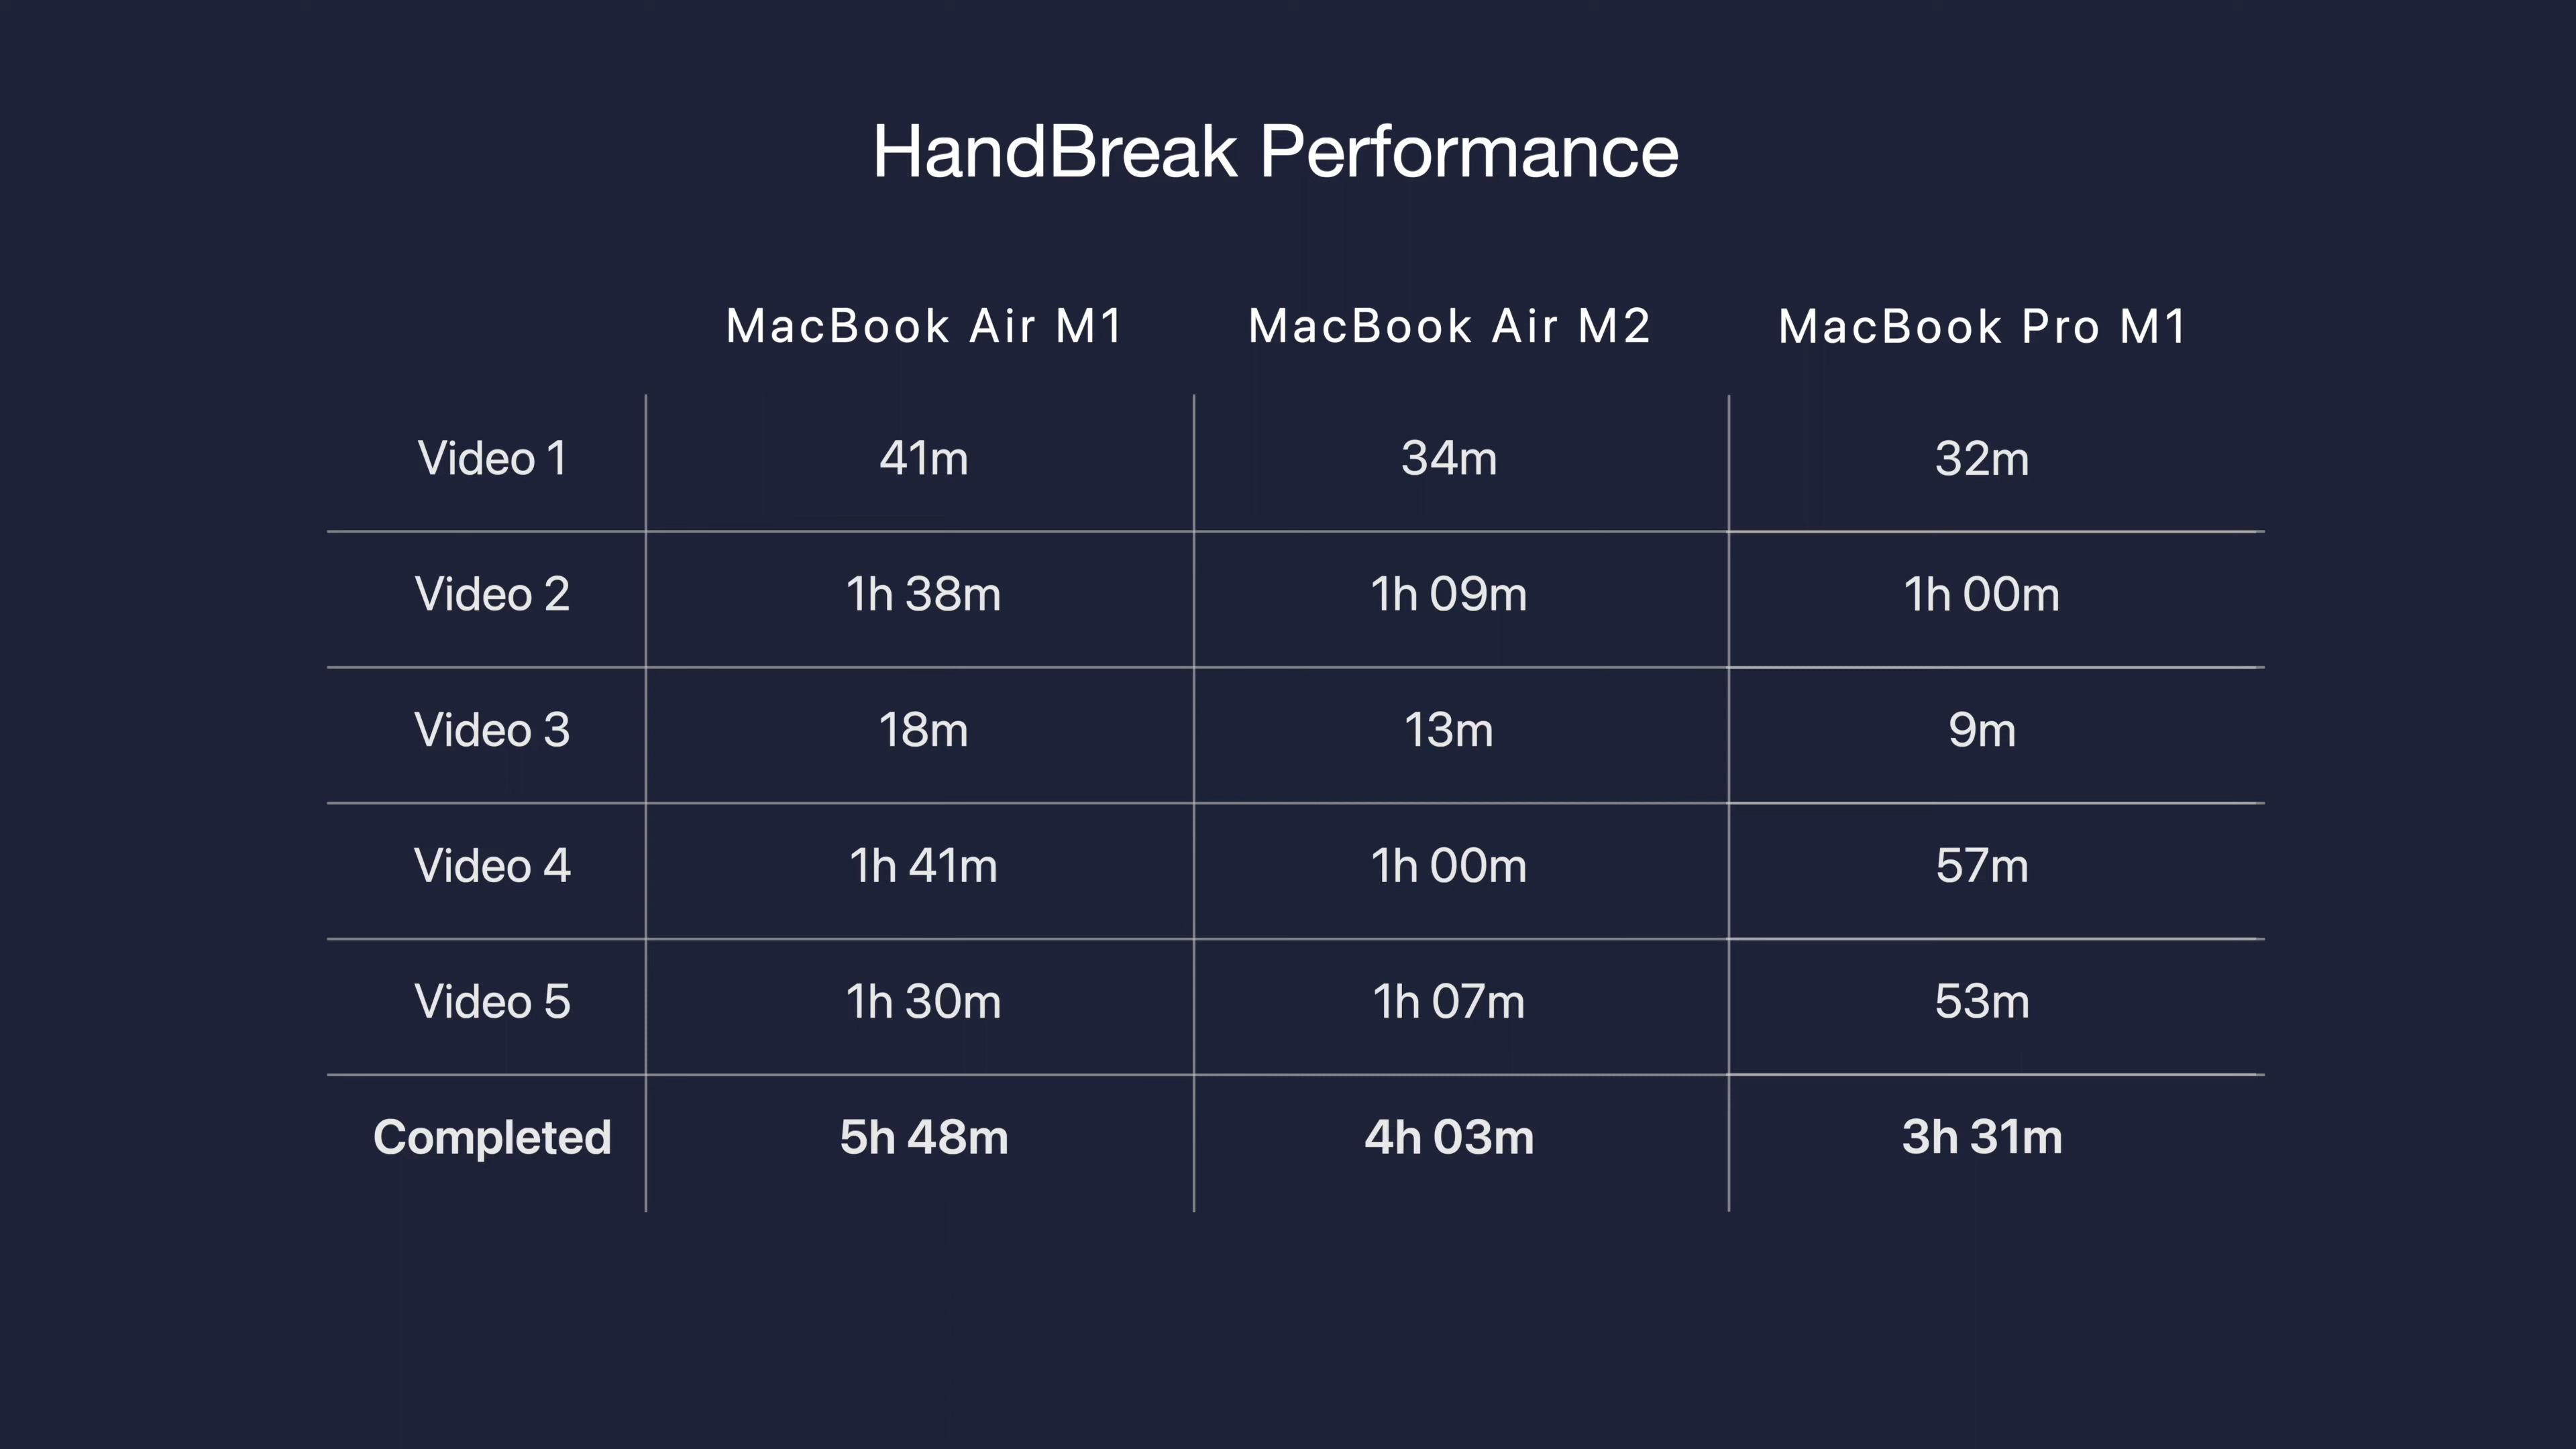 HandBreak Performance
MacBook Air M1 MacBook Air M2 MacBook Pro M1
Video 1 41m 34m 32m
Video 2 1h 38m 1h 09m 1h 00m
Video 3 18m 13m 9m
Video 4 1h 41m 1h 00m 57m
Video 5 1h 30m 1h 07m 53m
Completed 5h 48m 4h 03m 3h 31m